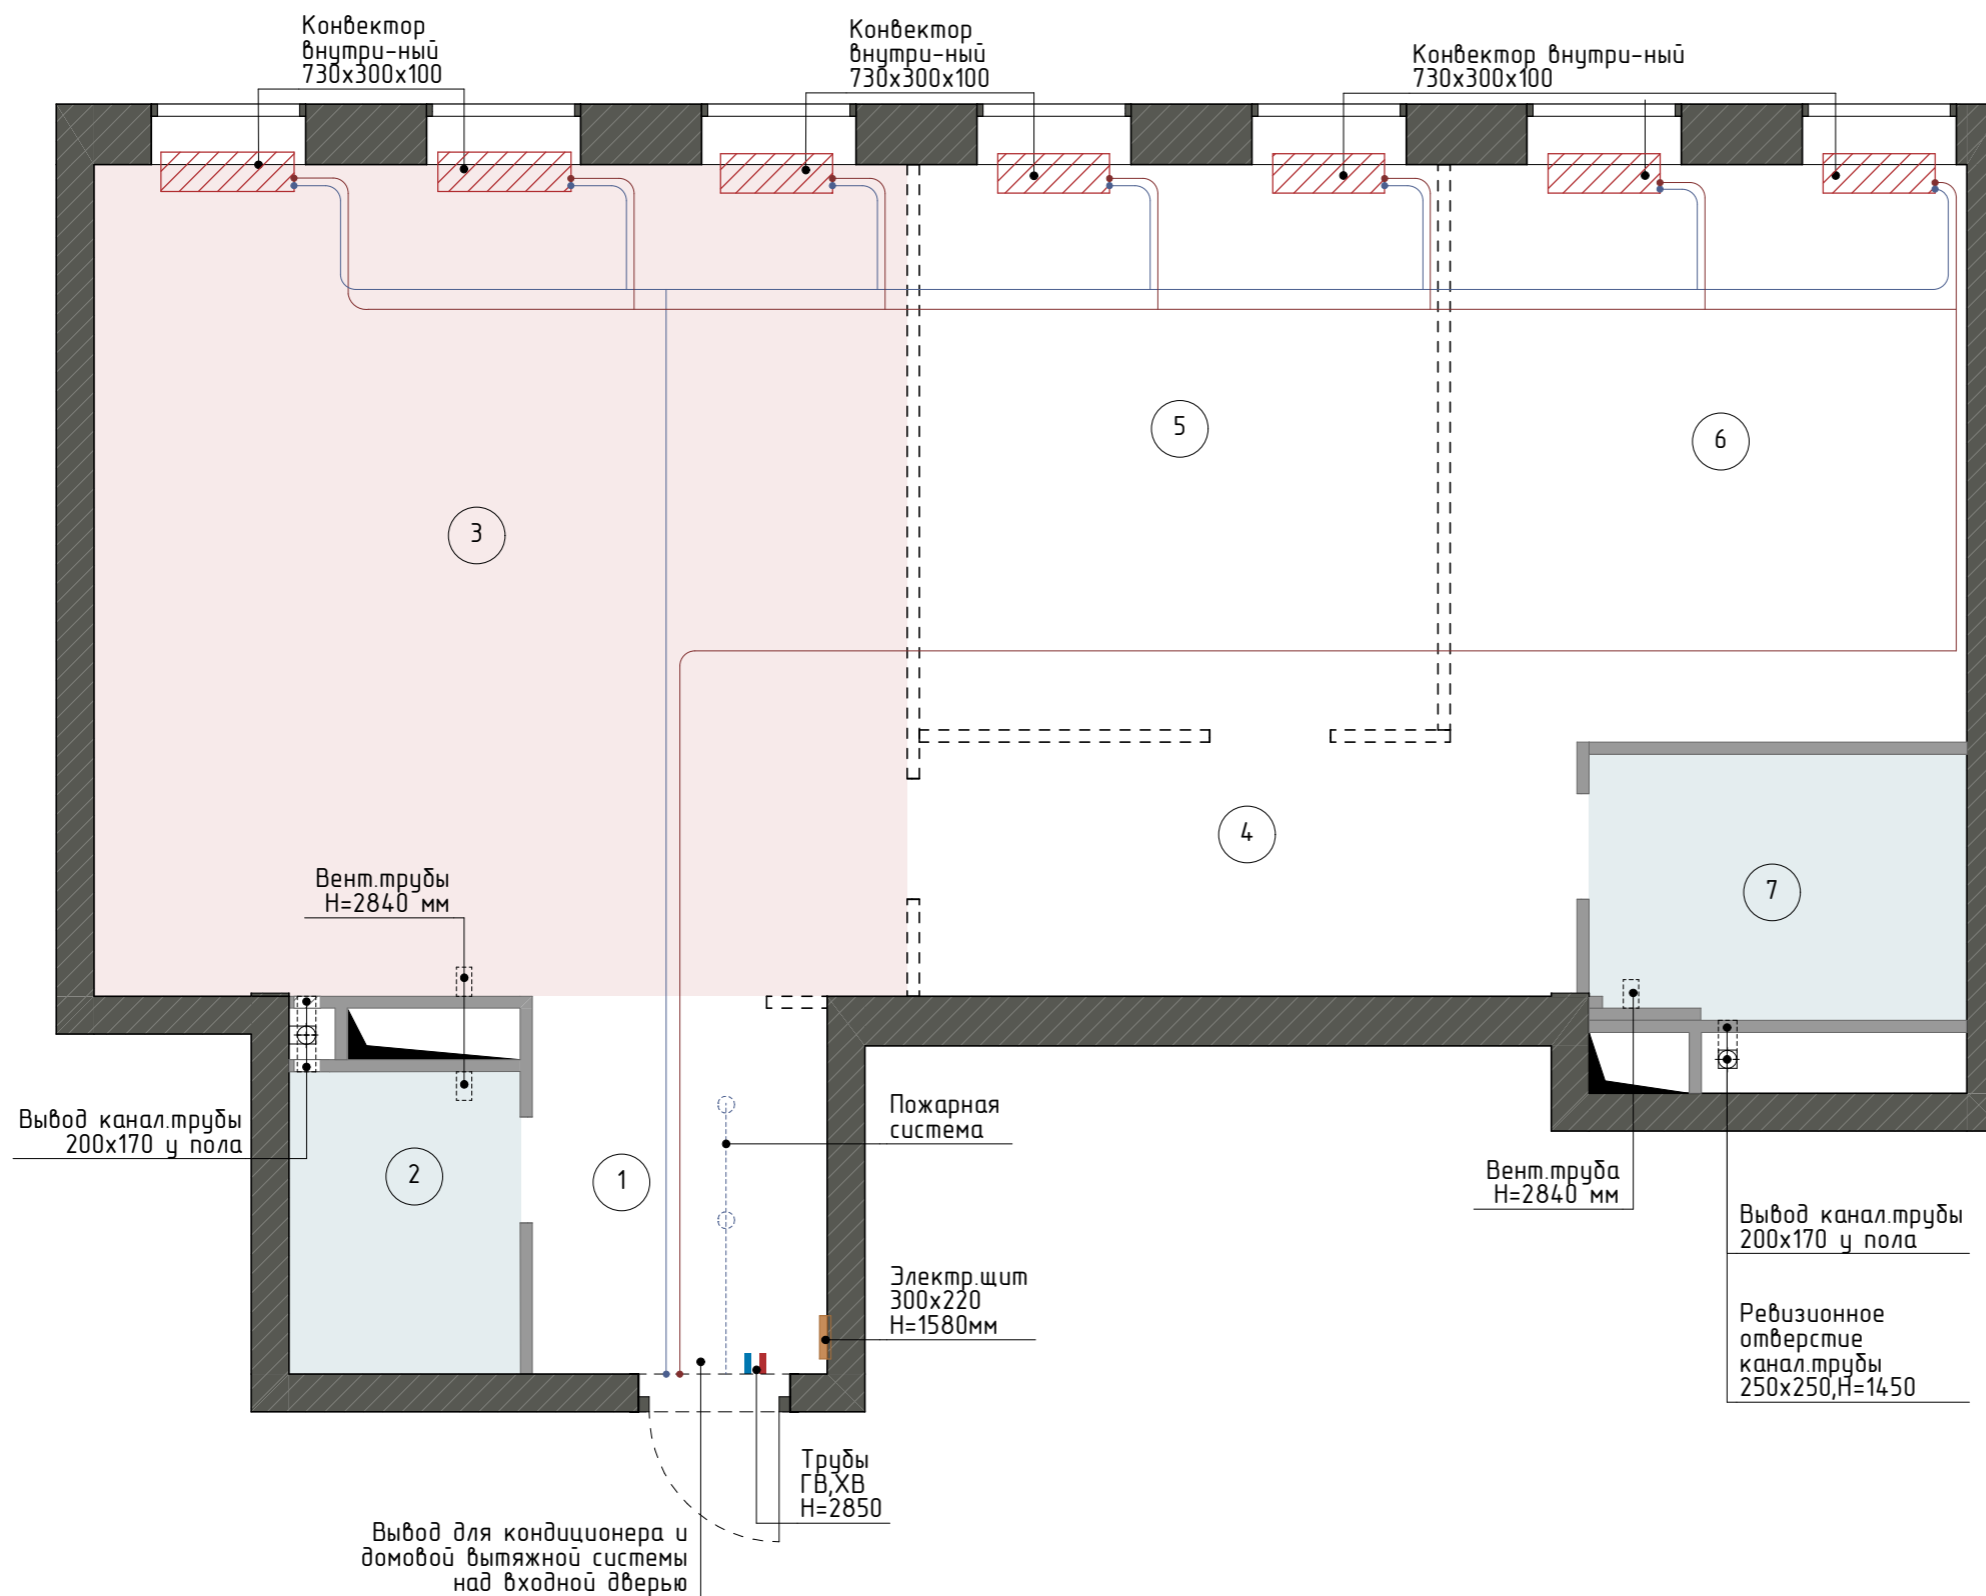 Конвектор
внутри-ный
730х300х100
Конвектор
внутри-ный
730х300х100
Конвектор внутри-ный
730х300х100
5
6
3
4
7
Вент.трубы
Н=2840 мм
Вывод канал.трубы
200х170 у пола
2
1
Пожарная
система
Вент.труба
Н=2840 мм
Вывод канал.трубы
200х170 у пола
Электр.щит
300х220
Н=1580мм
Ревизионное
отверстие
канал.трубы
250х250,Н=1450
Трубы
ГВ,ХВ
Н=2850
Вывод для кондиционера и
домовой вытяжной системы
над входной дверью